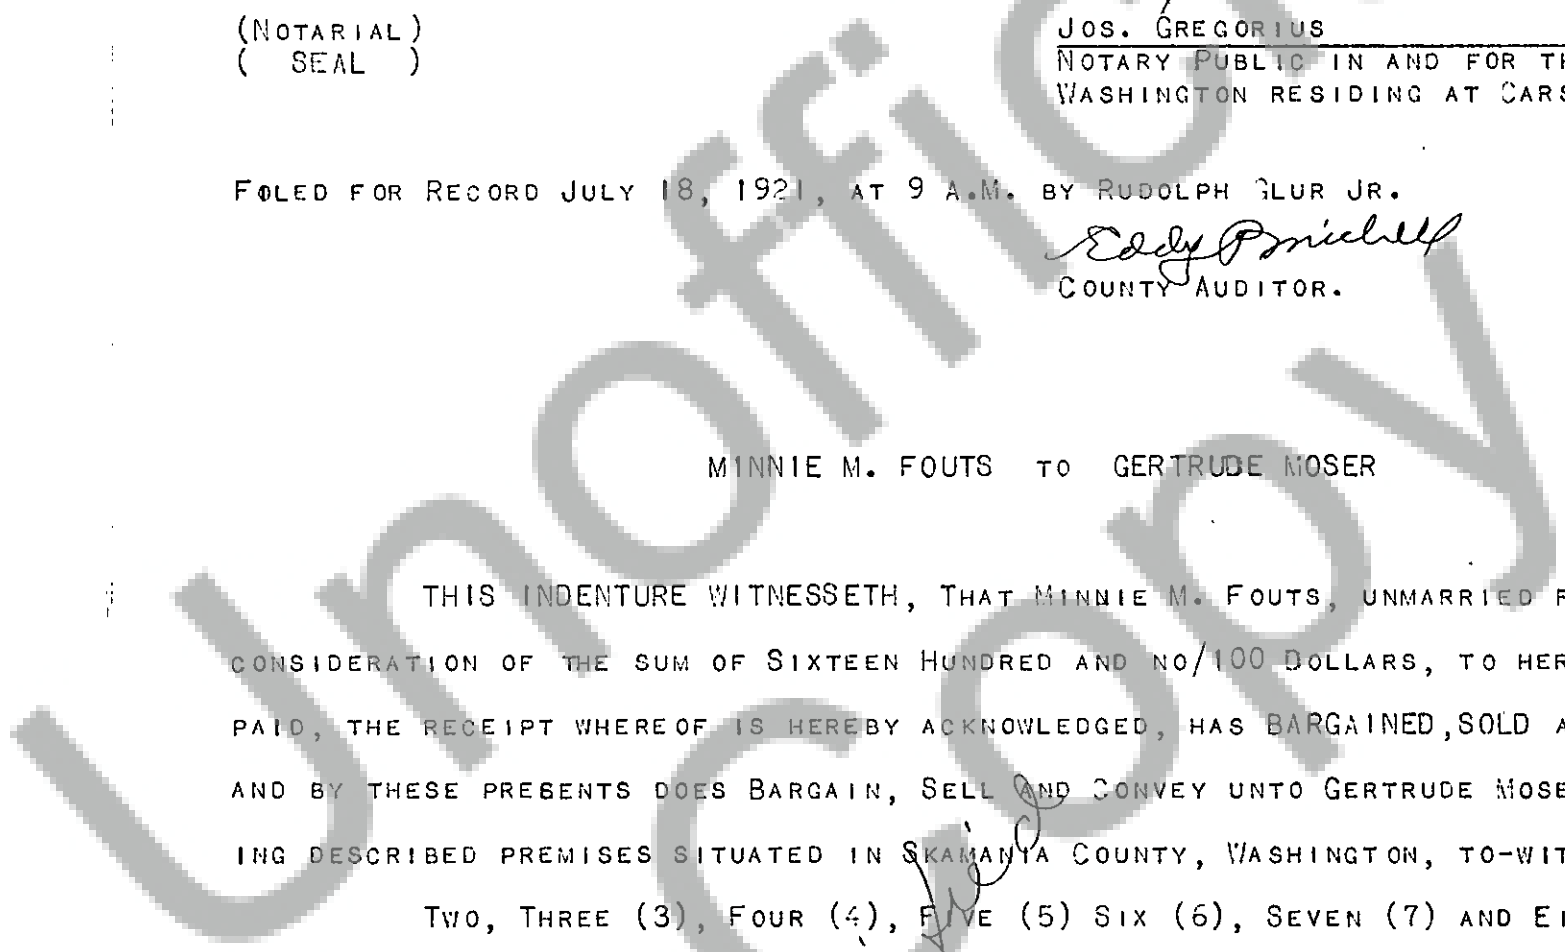 (NOTARIAL)
( SEAL )
JOS. GREGORIUS
NOTARY PUBLIC IN AND FOR TH
WASHINGTON RESIDING AT CARS
FOLED FOR RECORD JULY 18, 1921, AT 9 A.M. BY RUDOLPH GLUR JR.
Eddy P Michell
COUNTY AUDITOR.
MINNIE M. FOUTS TO GERTRUDE MOSER
THIS INDENTURE WITNESSETH, THAT MINNIE M. FOUTS, UNMARRIED F
CONSIDERATION OF THE SUM OF SIXTEEN HUNDRED AND NO/100 DOLLARS, TO HER
PAID, THE RECEIPT WHEREOF IS HEREBY ACKNOWLEDGED, HAS BARGAINED,SOLD A
AND BY THESE PRESENTS DOES BARGAIN, SELL AND CONVEY UNTO GERTRUDE MOSE
ING DESCRIBED PREMISES SITUATED IN SKAMANIA COUNTY, WASHINGTON, TO-WIT
TWO, THREE (3), FOUR (4), FIVE (5) SIX (6), SEVEN (7) AND EI
Unoffic
Copy